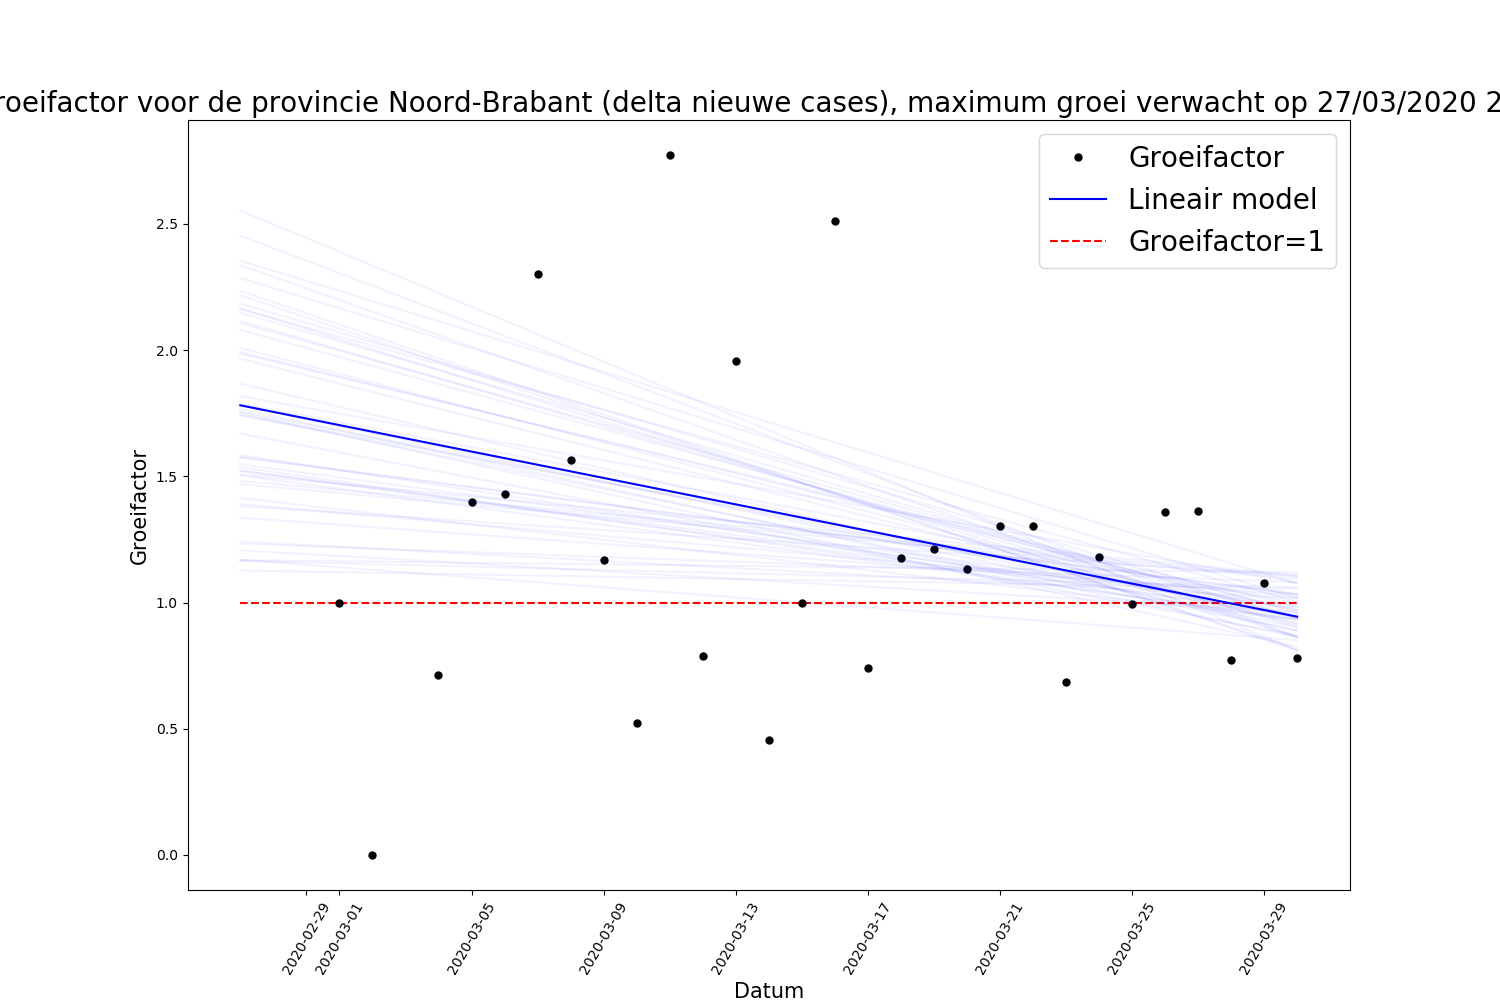 roeifactor voor de provincie Noord-Brabant (delta nieuwe cases), maximum groei verwacht op 27/03/2020 2
Groeifactor
Lineair model
Groeifactor=1
Groeifactor
2.5
2.0
1.5
1.0
0.5
0.0
2020-02-29
2020-03-01
2020-03-05
2020-03-09
2020-03-13
2020-03-17
2020-03-21
2020-03-25
2020-03-29
Datum